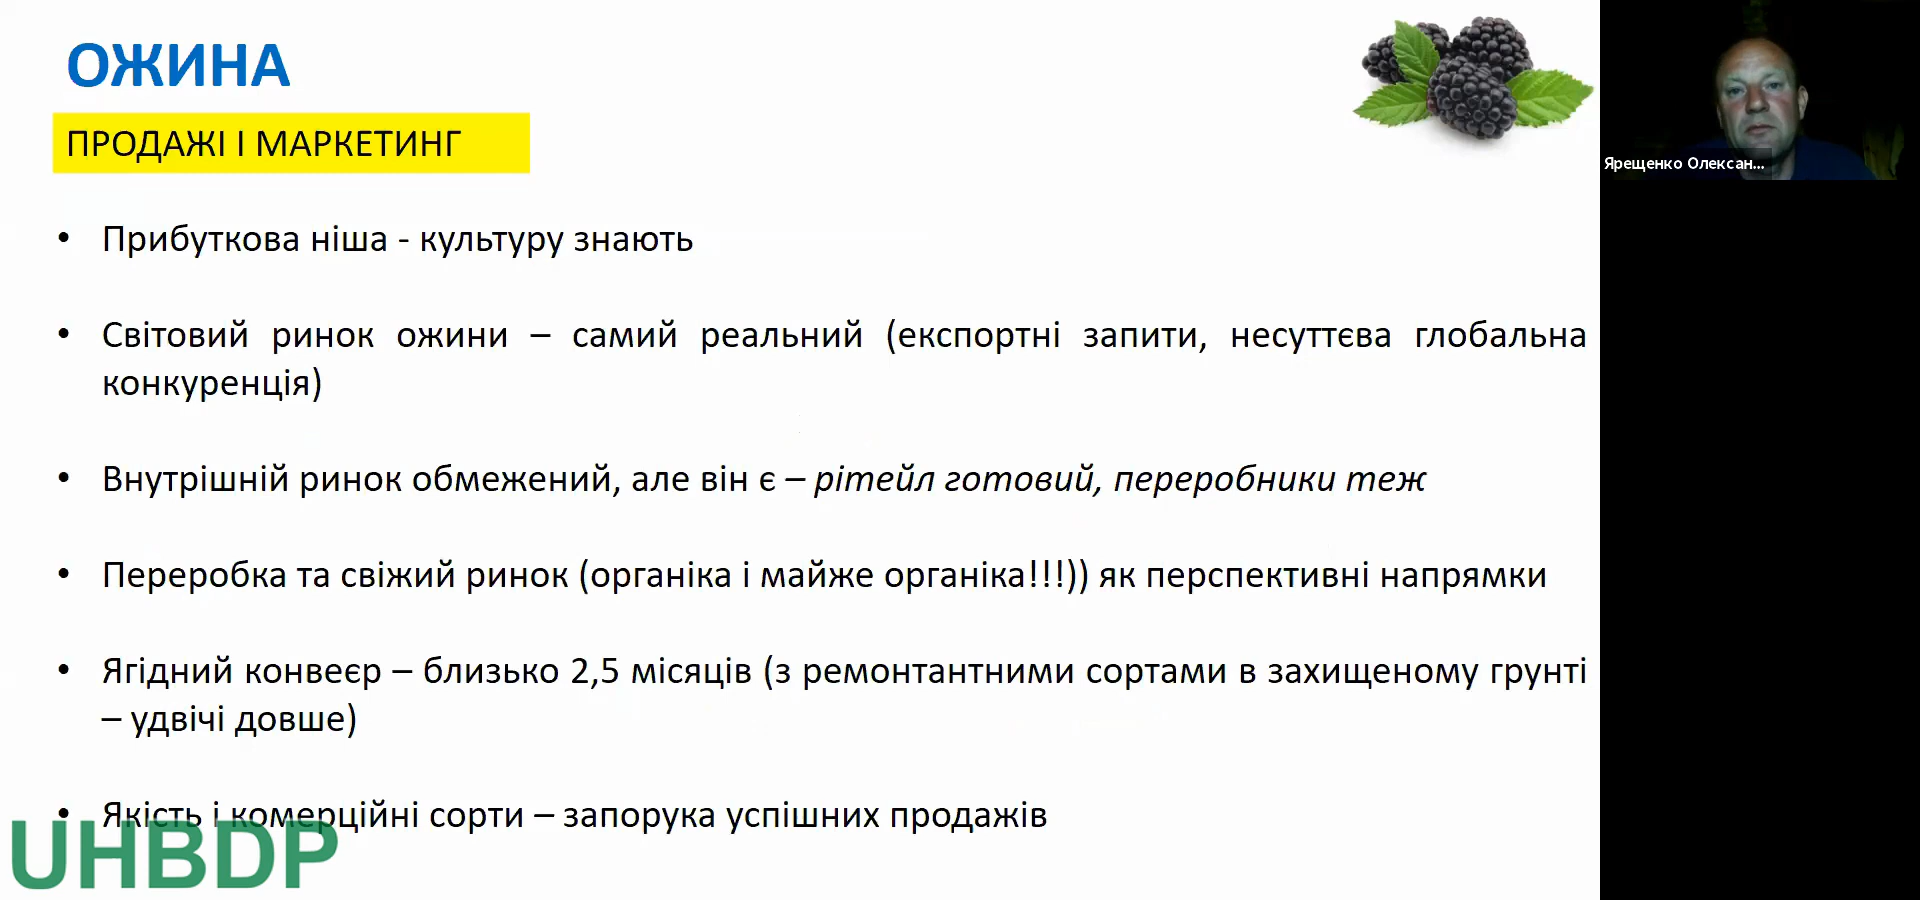 ОЖИНА
ПРОДАЖІ І МАРКЕТИНГ
• Прибуткова ніша - культуру знають
• Світовий ринок ожини – самий реальний (експортні запити, несуттєва глобальна
конкуренція)
• Внутрішній ринок обмежений, але він є – рітейл готовий, переробники теж
• Переробка та свіжий ринок (органіка і майже органіка!!!)) як перспективні напрямки
• Ягідний конвеєр – близько 2,5 місяців (з ремонтантними сортами в захищеному грунті
– удвічі довше)
• Якість і комерційні сорти – запорука успішних продажів
UHBDP
Ярещенко Олексан...